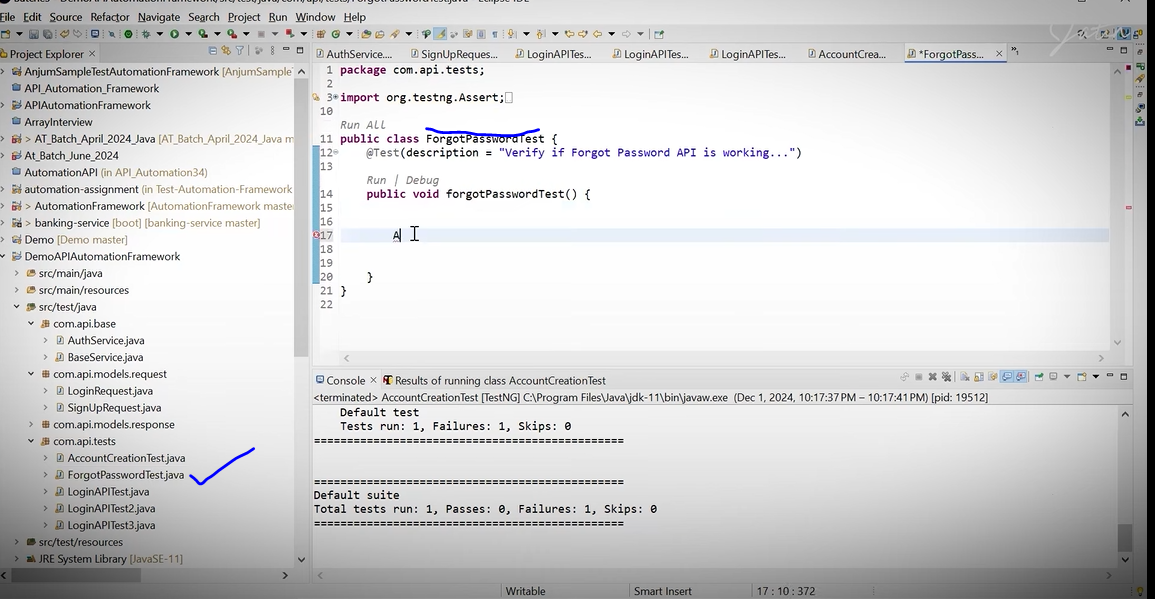 File Edit Source Refactor Navigate Search Project Run Window Help
Project Explorer
AnjumSampleTestAutomationFramework [AnjumSample
API_Automation_Framework
APIAutomationFramework
ArrayInterview
> AT_Batch_April_2024_Java [AT_Batch_April_2024_Java m
At_Batch_June_2024
AutomationAPI (in API_Automation34)
automation-assignment (in Test-Automation-Framework
> AutomationFramework [AutomationFramework maste
> banking-service [boot] [banking-service master]
Demo [Demo master]
DemoAPIAutomationFramework
src/main/java
src/main/resources
src/test/java
com.api.base
AuthService.java
BaseService.java
com.api.models.request
LoginRequest.java
SignUpRequest.java
com.api.models.response
com.api.tests
AccountCreationTest.java
ForgotPasswordTest.java
LoginAPITest.java
LoginAPITest2.java
LoginAPITest3.java
src/test/resources
JRE System Library [JavaSE-11]
AuthService.... SignUpReques... LoginAPITes... LoginAPITes... LoginAPITes... AccountCrea... *ForgotPass...
1 package com.api.tests;
2
3 import org.testng.Assert;
10
Run All
11 public class ForgotPasswordTest {
12 @Test(description = "Verify if Forgot Password API is working...")
13
Run | Debug
14 public void forgotPasswordTest() {
15
16
17 A
18
19
20 }
21 }
22
Console Results of running class AccountCreationTest
<terminated> AccountCreationTest [TestNG] C:\Program Files\Java\jdk-11\bin\javaw.exe (Dec 1, 2024, 10:17:37 PM – 10:17:41 PM) [pid: 19512]
Default test
Tests run: 1, Failures: 1, Skips: 0
===============================================
===============================================
Default suite
Total tests run: 1, Passes: 0, Failures: 1, Skips: 0
===============================================
Writable Smart Insert 17 : 10 : 372